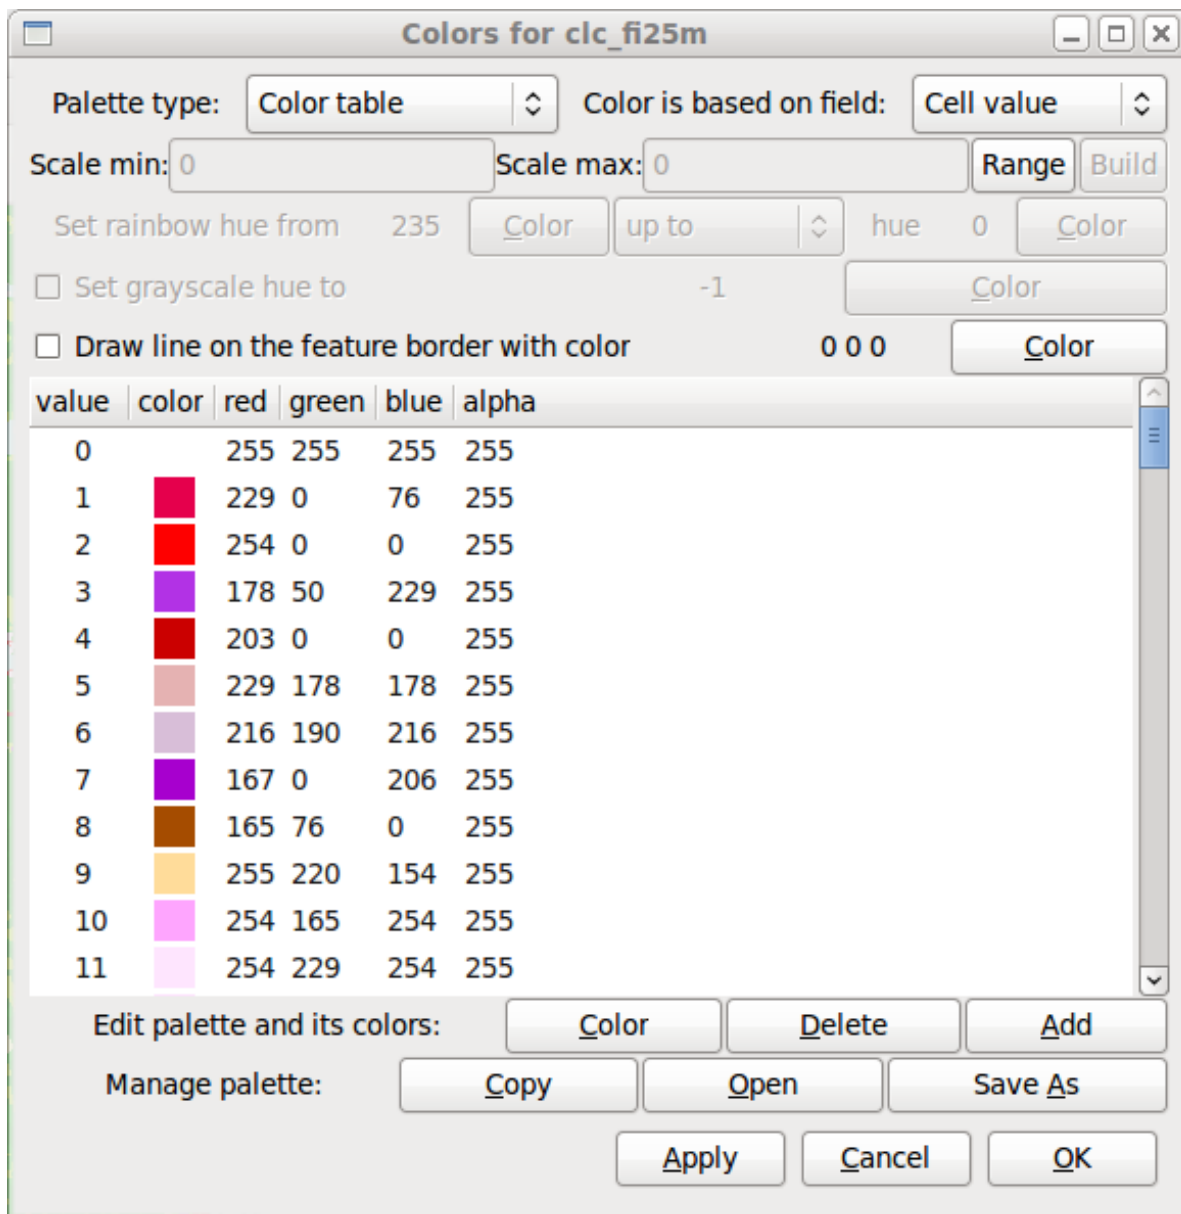 Colors for clc_fi25m
Palette type: Color table Color is based on field: Cell value
Scale min: 0 Scale max: 0 Range Build
Set rainbow hue from 235 Color up to hue 0 Color
Set grayscale hue to -1 Color
Draw line on the feature border with color 0 0 0 Color
value color red green blue alpha
0 255 255 255 255
1 229 0 76 255
2 254 0 0 255
3 178 50 229 255
4 203 0 0 255
5 229 178 178 255
6 216 190 216 255
7 167 0 206 255
8 165 76 0 255
9 255 220 154 255
10 254 165 254 255
11 254 229 254 255
Edit palette and its colors: Color Delete Add
Manage palette: Copy Open Save As
Apply Cancel OK